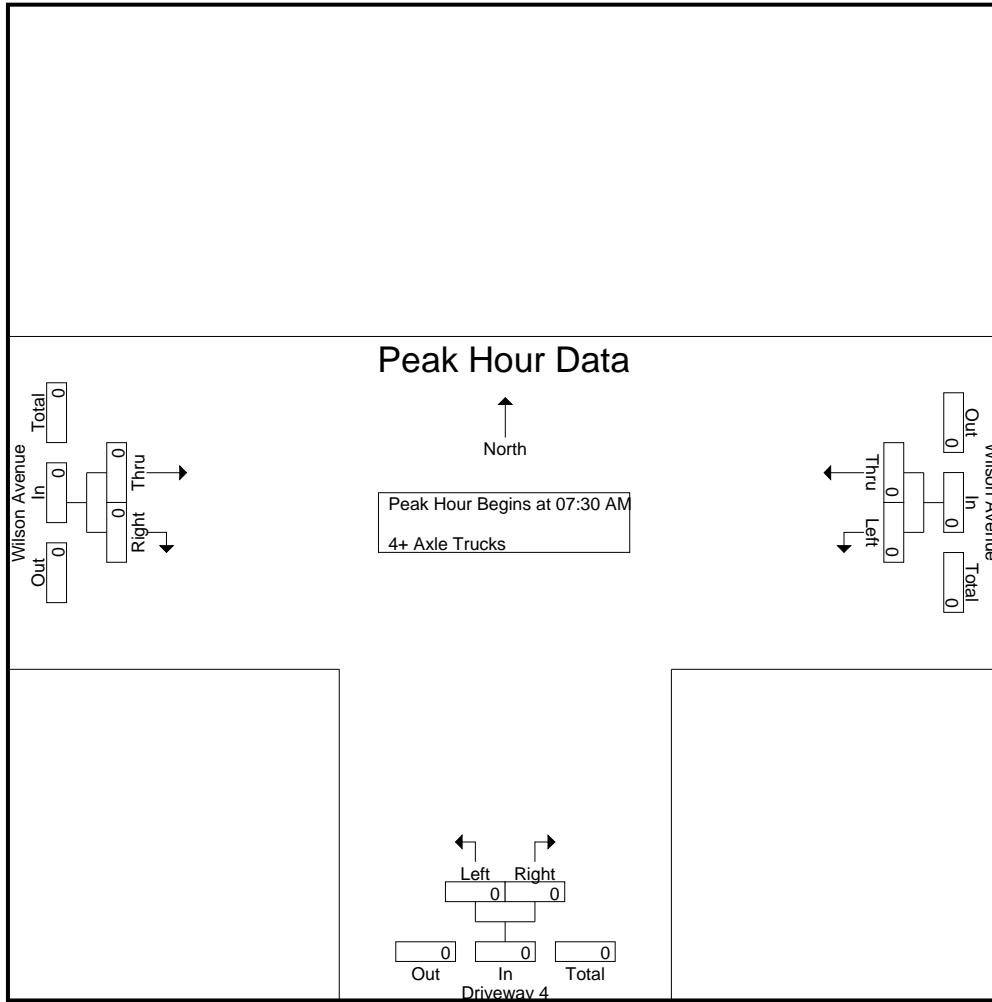 Peak Hour Data
North
Peak Hour Begins at 07:30 AM
4+ Axle Trucks
Wilson Avenue
Total
0
In
0
Out
0
0
Thru
0
Right
Out
0
In
0
Total
0
Wilson Avenue
Thru
0
Left
0
Left
Right
0
0
0
0
0
Out
In
Total
Driveway 4